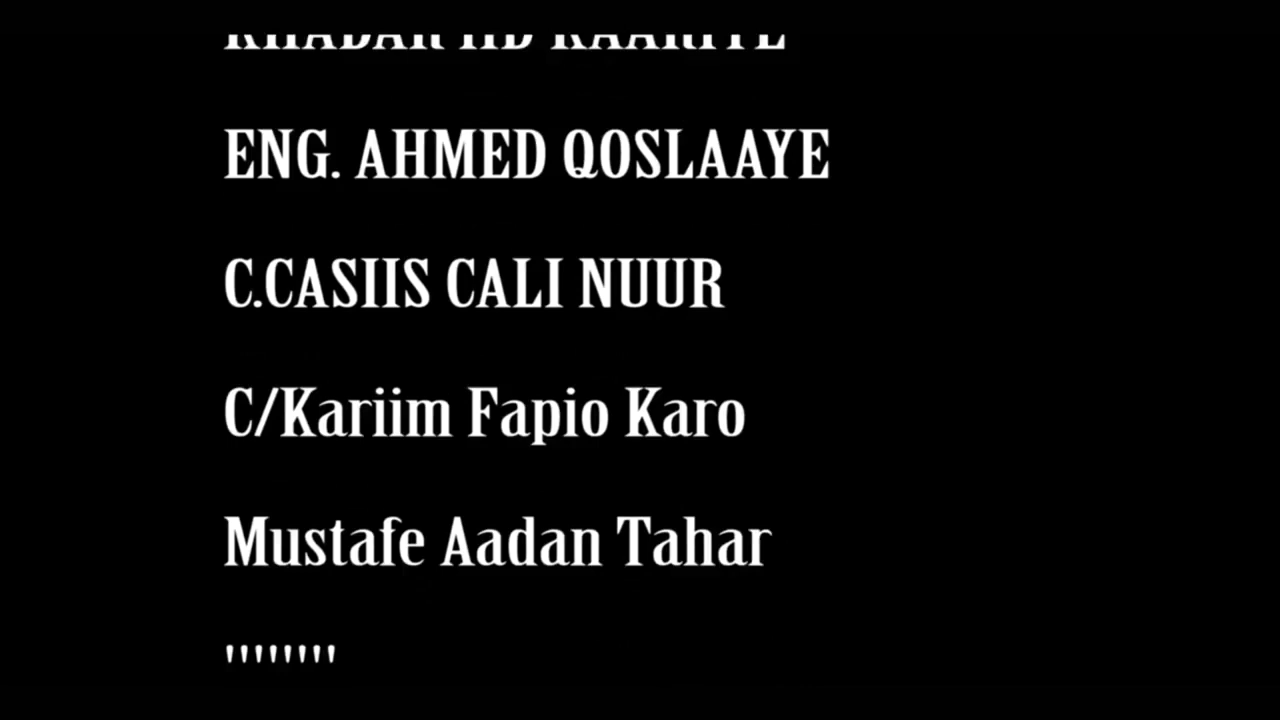 ENG. AHMED QOSLAAYE
C.CASIIS CALI NUUR
C/Kariim Fapio Karo
Mustafe Aadan Tahar
''''''''